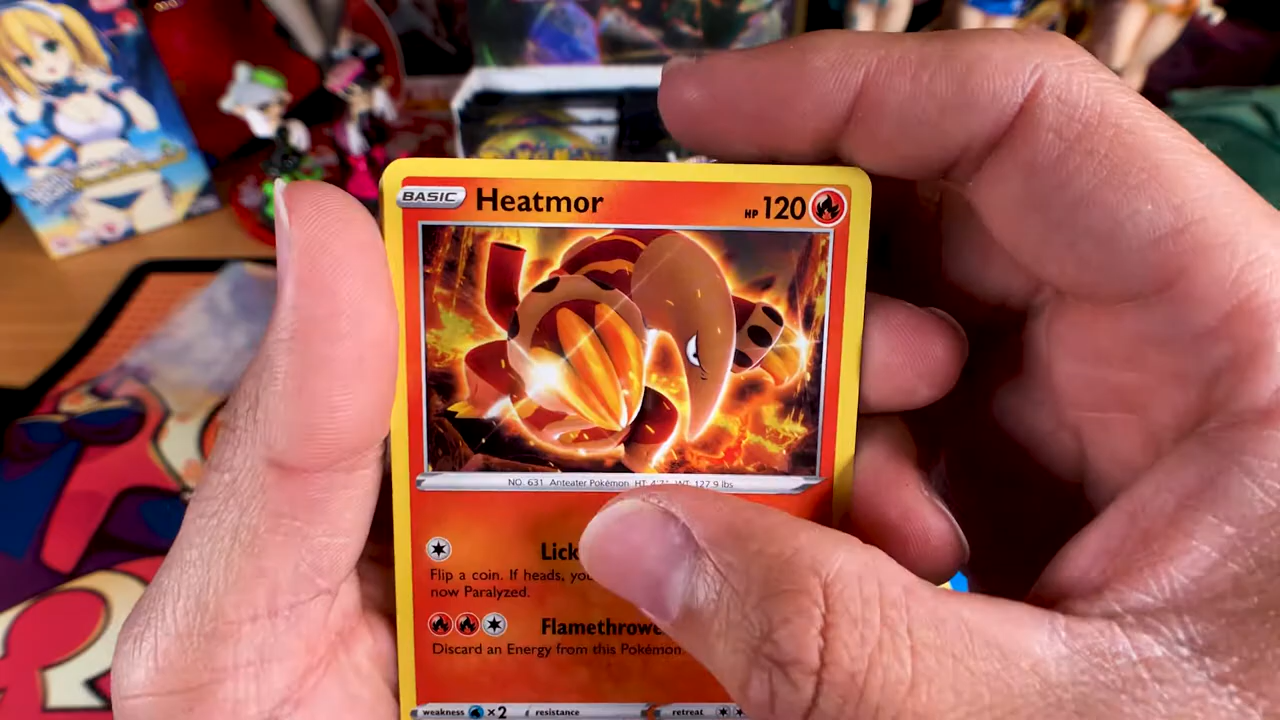 BASIC Heatmor HP 120
NO. 631 Anteater Pokémon HT: 4'7" WT: 127.9 lbs
Lick
Flip a coin. If heads, you
now Paralyzed.
Flamethrower
Discard an Energy from this Pokémon.
weakness ×2 resistance retreat